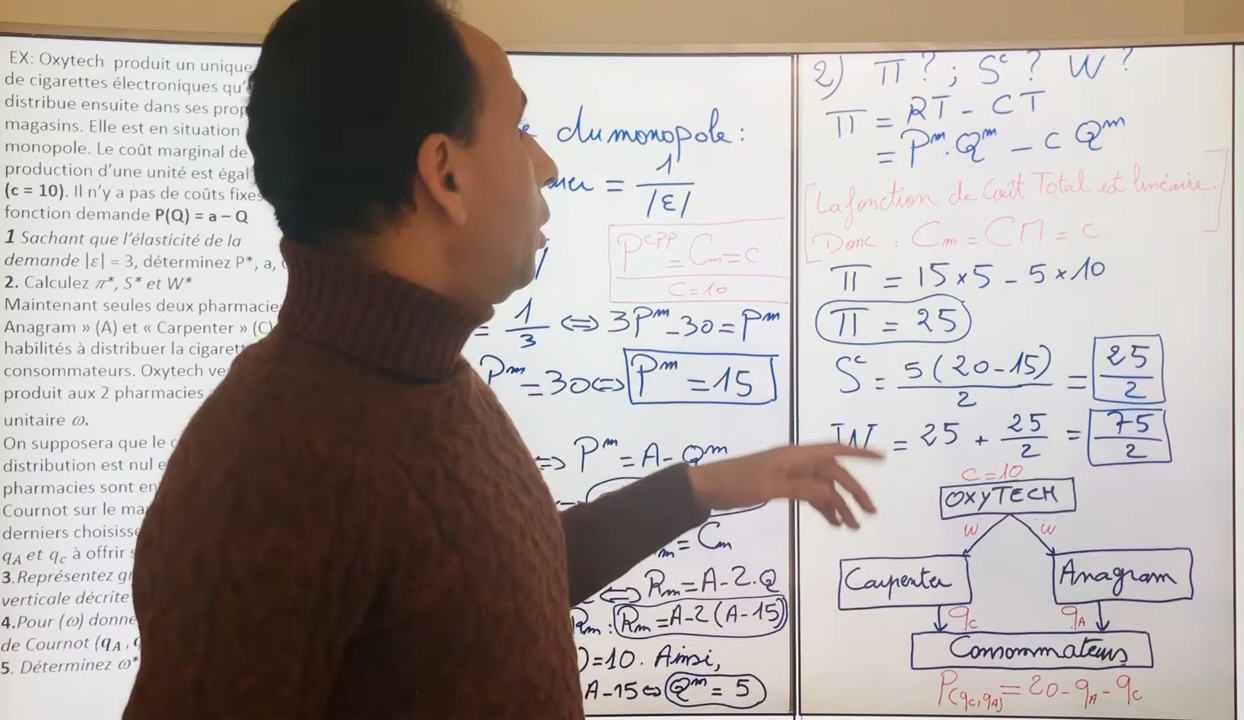 EX: Oxytech produit un unique
de cigarettes électroniques qu'
distribue ensuite dans ses prop
magasins. Elle est en situation
monopole. Le coût marginal de
production d'une unité est égal
(c = 10). Il n'y a pas de coûts fixes
fonction demande P(Q) = a – Q
1 Sachant que l'élasticité de la
demande |ε| = 3, déterminez P*, a,
2. Calculez π*, S* et W*
Maintenant seules deux pharmacie
Anagram » (A) et « Carpenter » (C)
habilités à distribuer la cigarett
consommateurs. Oxytech ve
produit aux 2 pharmacies
unitaire ω.
On supposera que le c
distribution est nul e
pharmacies sont en
Cournot sur le ma
derniers choisisse
q_A et q_c à offrir s
3.Représentez g
verticale décrite
4.Pour (ω) donne
de Cournot (q_A , q
5. Déterminez ω*
du monopole :
= 1/|ε|
P^cpp = Cm = c
c = 10
= 1/3 ⇔ 3P^m - 30 = P^m
P^m = 30 ⇔ P^m = 15
⇔ P^m = A - Q^m
m = Cm
⇔ Rm = A - 2.Q
Rm : Rm = A - 2 (A - 15)
) = 10. Ainsi,
A - 15 ⇔ Q^m = 5
2) Π ? ; S^c ? W ?
Π = RT - CT
= P^m . Q^m - c Q^m
[La fonction de Coût Total est linéaire.]
Donc : Cm = CM = c
Π = 15 × 5 - 5 × 10
Π = 25
S^c = 5 (20 - 15)/2 = 25/2
W = 25 + 25/2 = 75/2
c = 10
OXYTECH
w w
Carpenter Anagram
q_c q_A
Consommateurs
P(q_c, q_A) = 20 - q_A - q_c